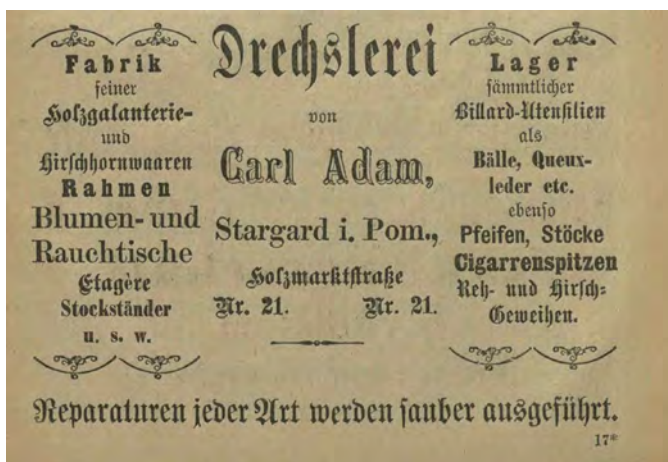 Fabrik
feiner
Holzgalanterie-
und
Hirschhornwaaren
Rahmen
Blumen- und
Rauchtische
Etagère
Stockständer
u. s. w.
Drechslerei
von
Carl Adam,
Stargard i. Pom.,
Holzmarktstraße
Nr. 21. Nr. 21.
Lager
sämmtlicher
Billard-Utensilien
als
Bälle, Queux-
leder etc.
ebenso
Pfeifen, Stöcke
Cigarrenspitzen
Reh- und Hirsch-
Geweihen.
Reparaturen jeder Art werden sauber ausgeführt.
17*